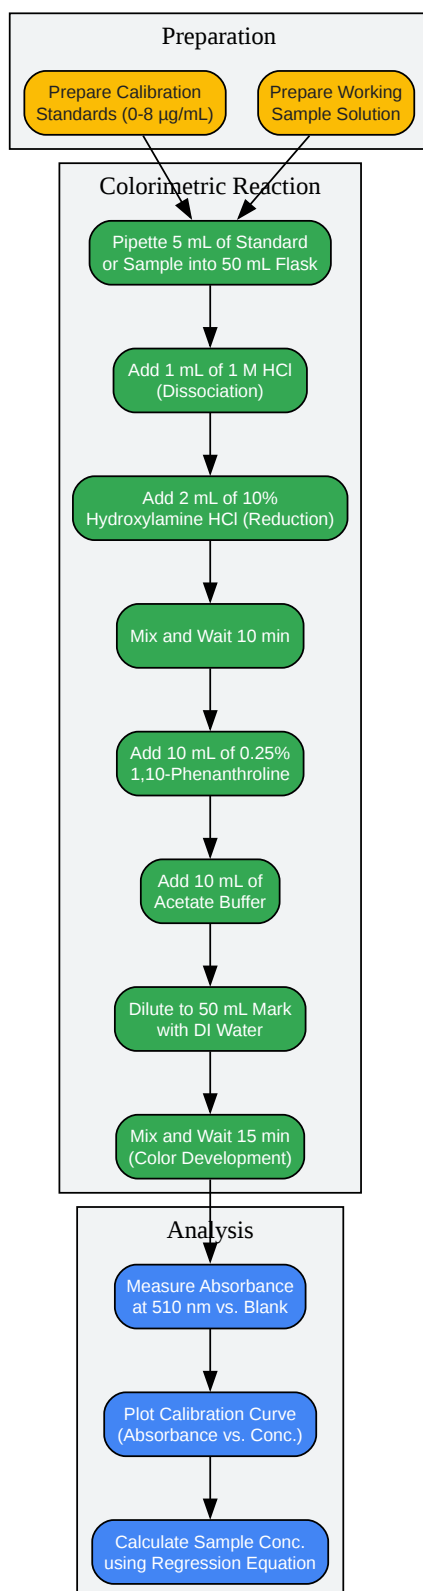 Preparation
Prepare Calibration
Standards (0-8 µg/mL)
Prepare Working
Sample Solution
Colorimetric Reaction
Pipette 5 mL of Standard
or Sample into 50 mL Flask
Add 1 mL of 1 M HCl
(Dissociation)
Add 2 mL of 10%
Hydroxylamine HCl (Reduction)
Mix and Wait 10 min
Add 10 mL of 0.25%
1,10-Phenanthroline
Add 10 mL of
Acetate Buffer
Dilute to 50 mL Mark
with DI Water
Mix and Wait 15 min
(Color Development)
Analysis
Measure Absorbance
at 510 nm vs. Blank
Plot Calibration Curve
(Absorbance vs. Conc.)
Calculate Sample Conc.
using Regression Equation